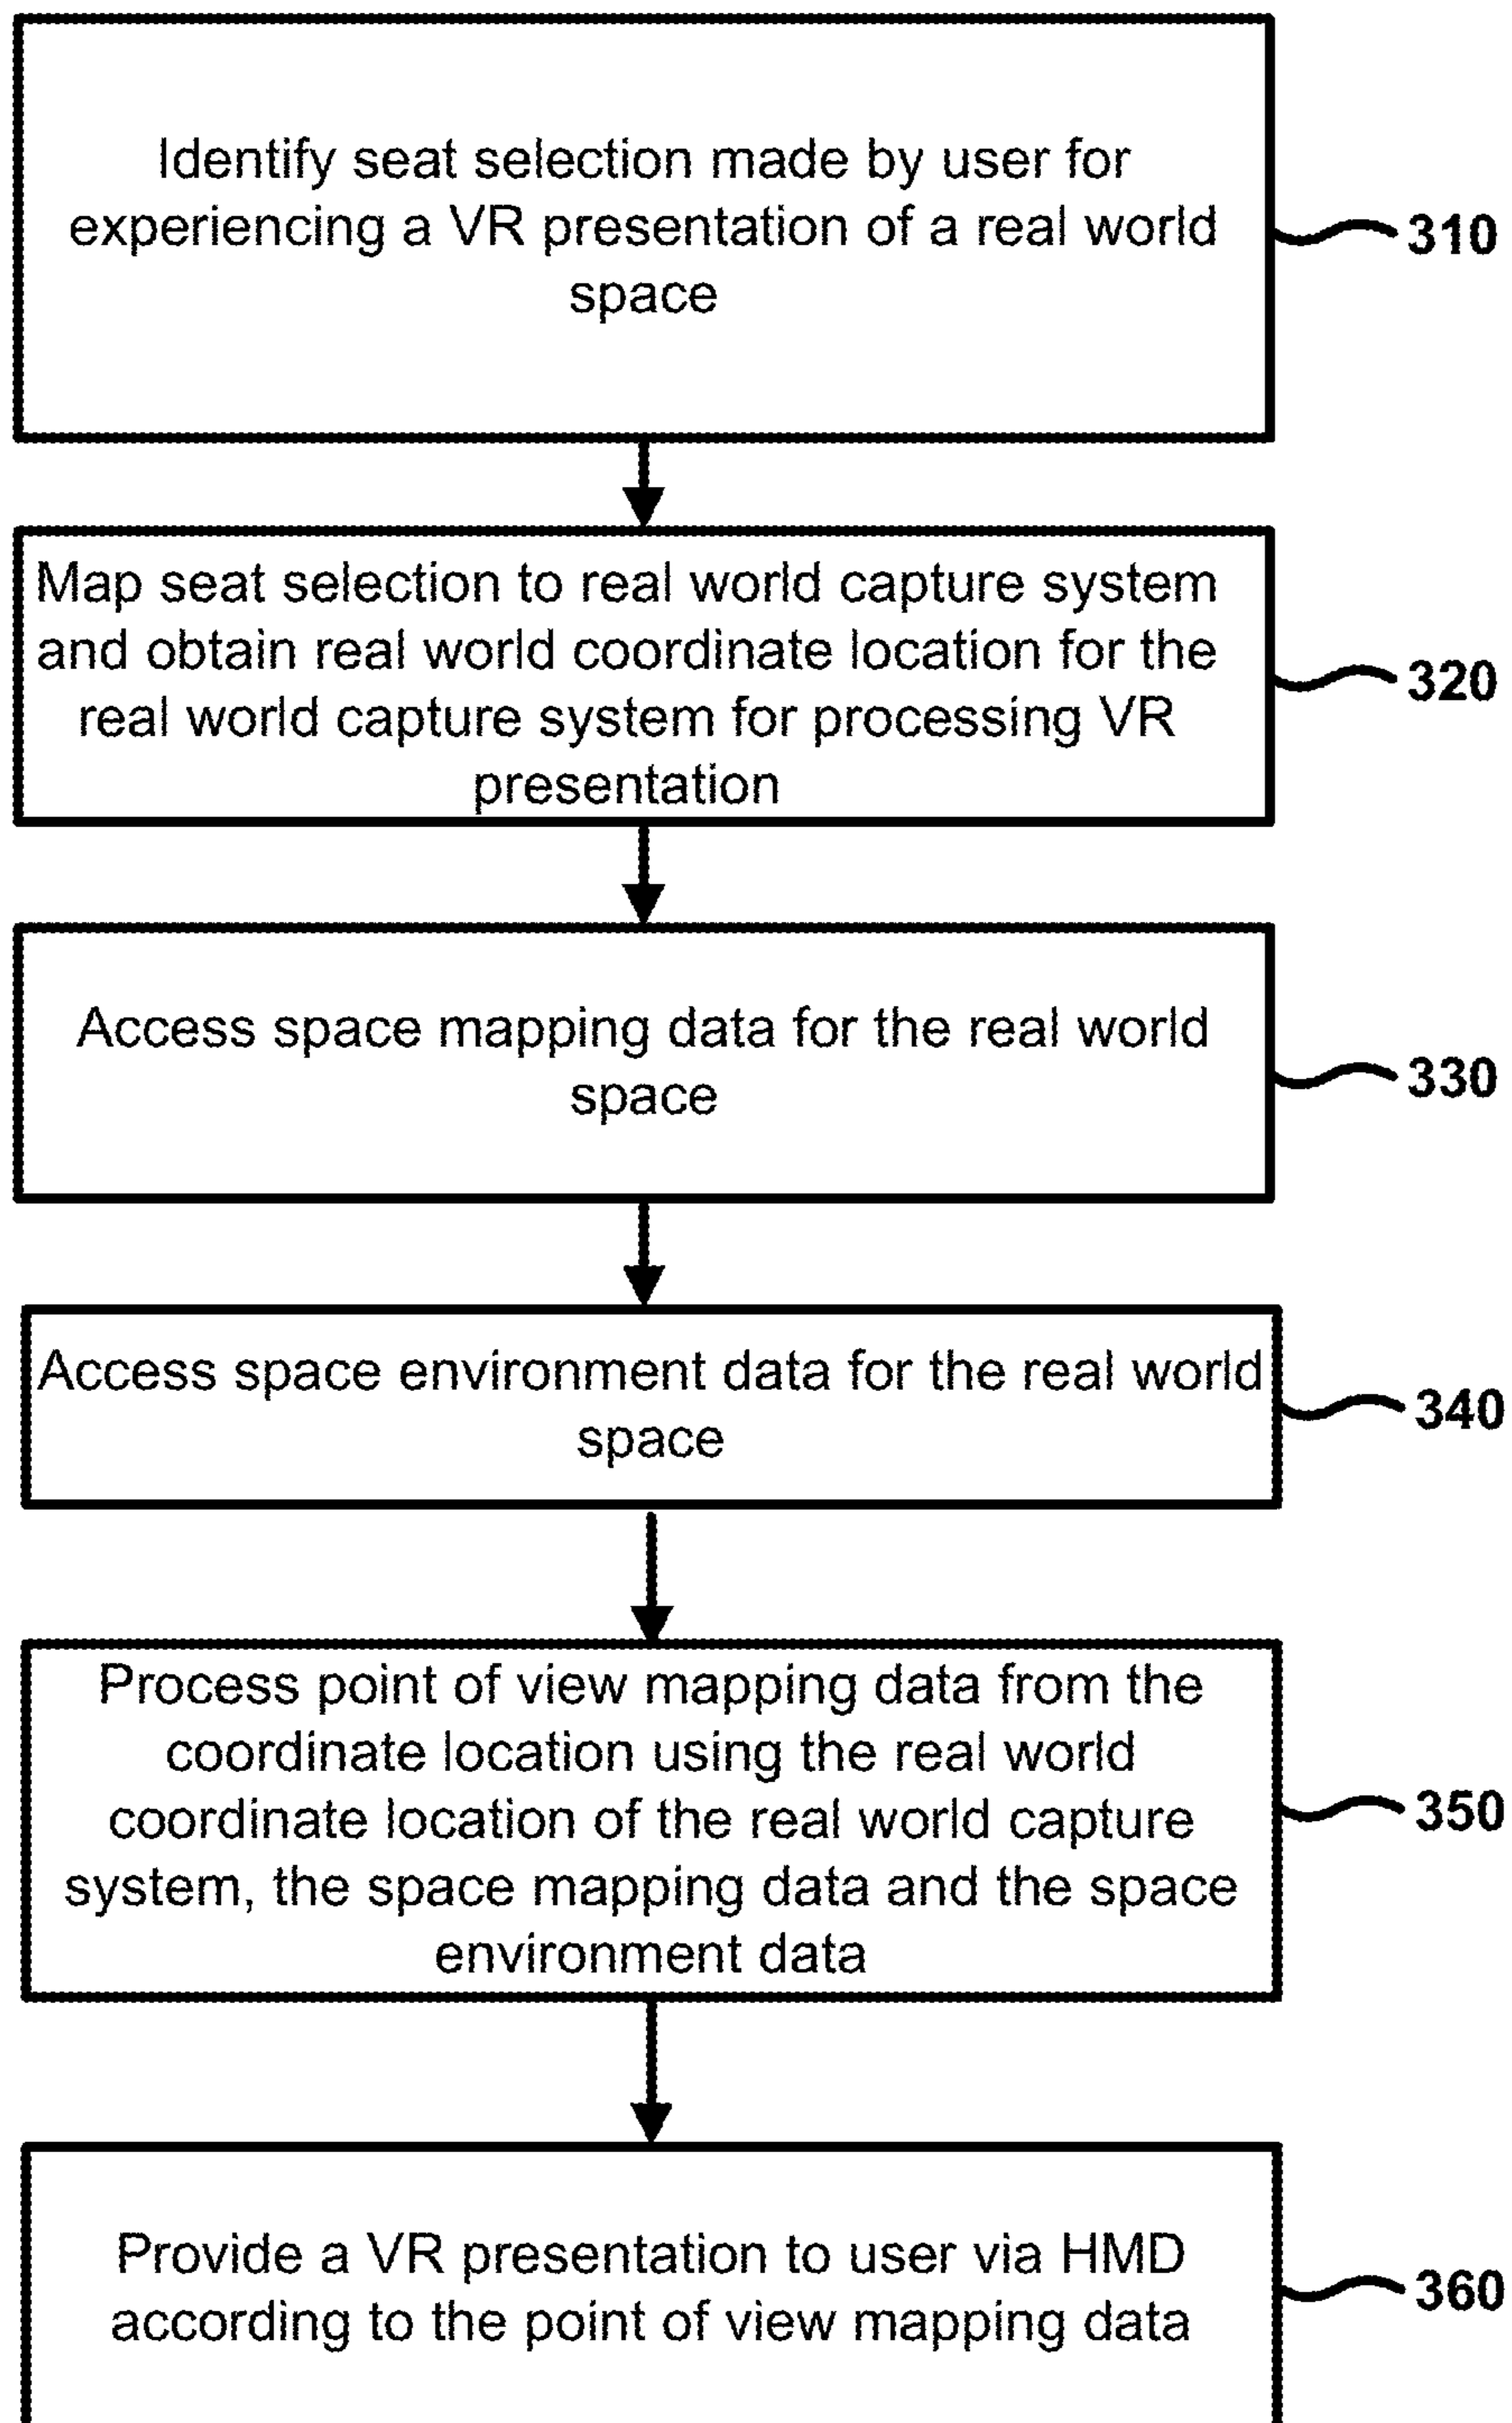 Identify seat selection made by user for
experiencing a VR presentation of a real world
space
310
Map seat selection to real world capture system
and obtain real world coordinate location for the
real world capture system for processing VR
presentation
320
Access space mapping data for the real world
space
330
Access space environment data for the real world
space
340
Process point of view mapping data from the
coordinate location using the real world
coordinate location of the real world capture
system, the space mapping data and the space
environment data
350
Provide a VR presentation to user via HMD
according to the point of view mapping data
360